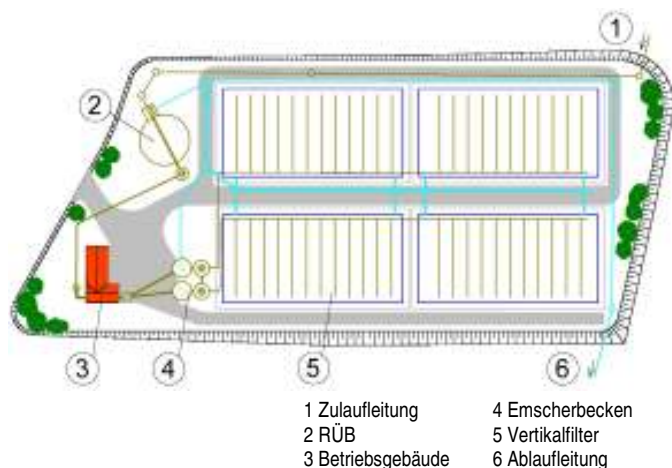 1
2
3
4
5
6
1 Zulaufleitung
2 RÜB
3 Betriebsgebäude
4 Emscherbecken
5 Vertikalfilter
6 Ablaufleitung